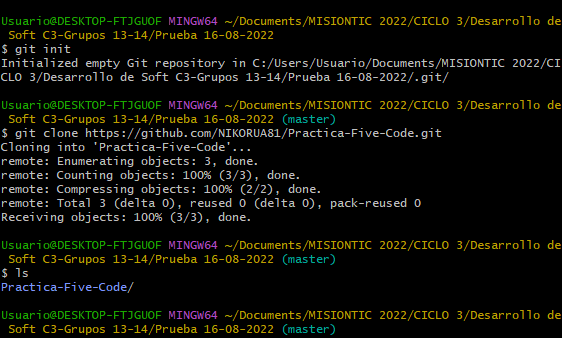 Usuario@DESKTOP-FTJGUOF MINGW64 ~/Documents/MISIONTIC 2022/CICLO 3/Desarrollo de
 Soft C3-Grupos 13-14/Prueba 16-08-2022
$ git init
Initialized empty Git repository in C:/Users/Usuario/Documents/MISIONTIC 2022/CI
CLO 3/Desarrollo de Soft C3-Grupos 13-14/Prueba 16-08-2022/.git/

Usuario@DESKTOP-FTJGUOF MINGW64 ~/Documents/MISIONTIC 2022/CICLO 3/Desarrollo de
 Soft C3-Grupos 13-14/Prueba 16-08-2022 (master)
$ git clone https://github.com/NIKORUA81/Practica-Five-Code.git
Cloning into 'Practica-Five-Code'...
remote: Enumerating objects: 3, done.
remote: Counting objects: 100% (3/3), done.
remote: Compressing objects: 100% (2/2), done.
remote: Total 3 (delta 0), reused 0 (delta 0), pack-reused 0
Receiving objects: 100% (3/3), done.

Usuario@DESKTOP-FTJGUOF MINGW64 ~/Documents/MISIONTIC 2022/CICLO 3/Desarrollo de
 Soft C3-Grupos 13-14/Prueba 16-08-2022 (master)
$ ls
Practica-Five-Code/

Usuario@DESKTOP-FTJGUOF MINGW64 ~/Documents/MISIONTIC 2022/CICLO 3/Desarrollo de
 Soft C3-Grupos 13-14/Prueba 16-08-2022 (master)